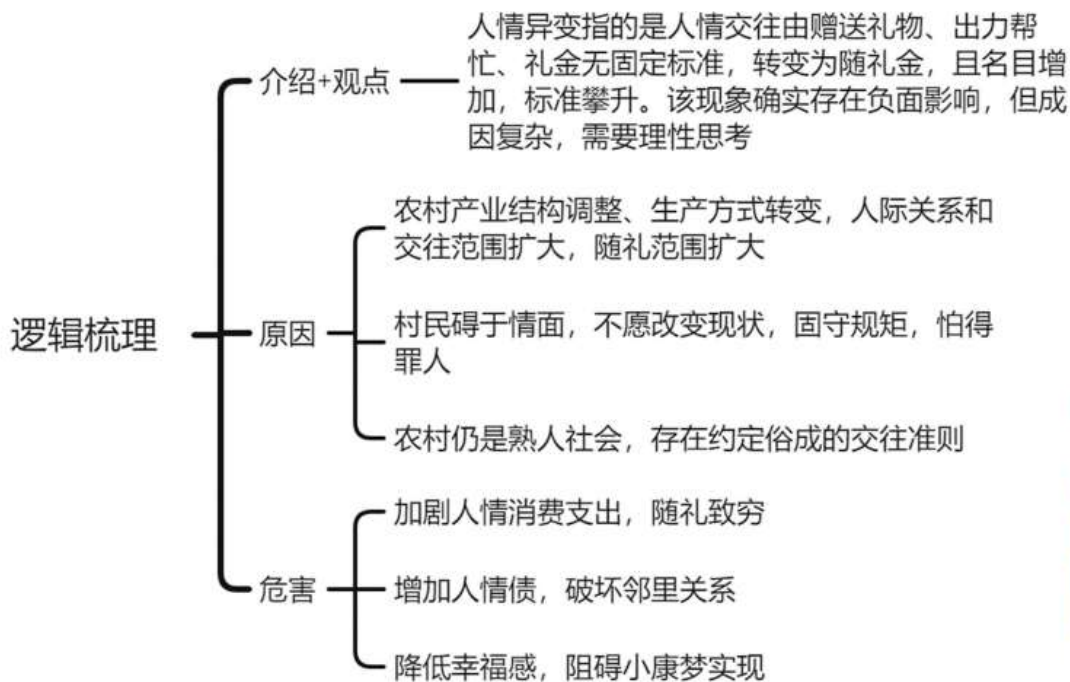 逻辑梳理
介绍+观点
人情异变指的是人情交往由赠送礼物、出力帮
忙、礼金无固定标准，转变为随礼金，且名目增
加，标准攀升。该现象确实存在负面影响，但成
因复杂，需要理性思考
原因
农村产业结构调整、生产方式转变，人际关系和
交往范围扩大，随礼范围扩大
村民碍于情面，不愿改变现状，固守规矩，怕得
罪人
农村仍是熟人社会，存在约定俗成的交往准则
危害
加剧人情消费支出，随礼致穷
增加人情债，破坏邻里关系
降低幸福感，阻碍小康梦实现